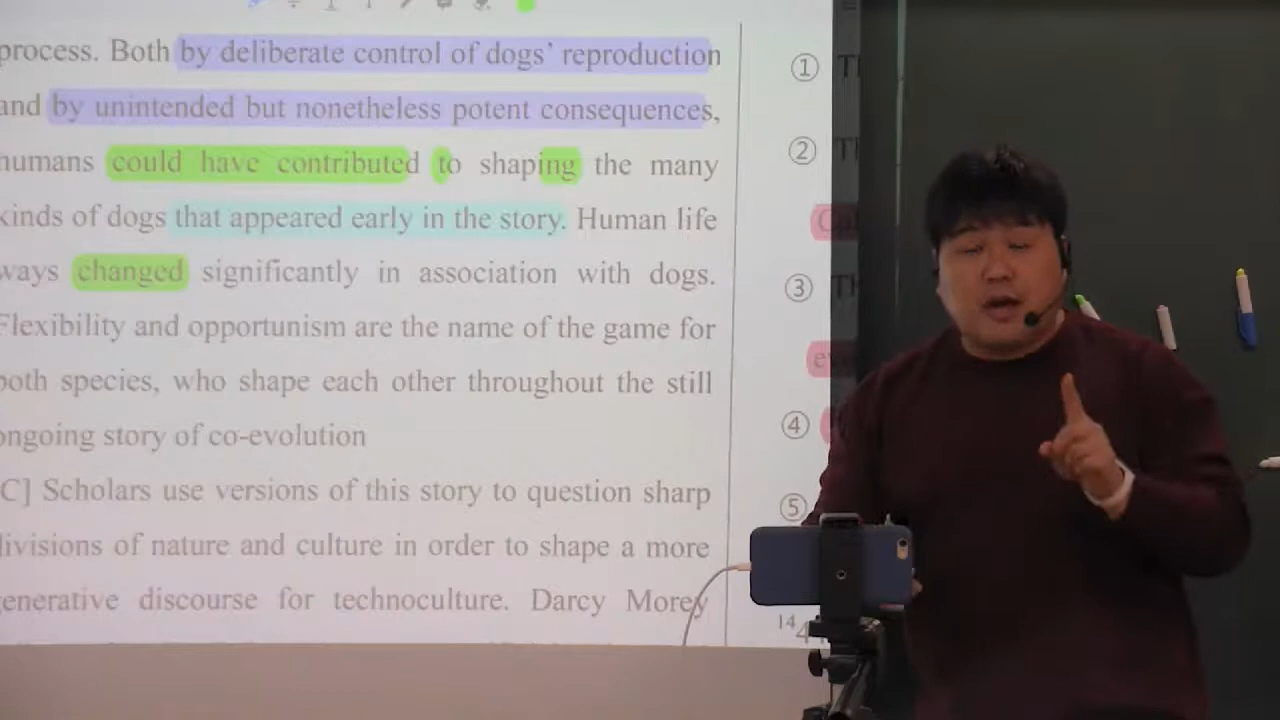 process. Both by deliberate control of dogs’ reproduction
and by unintended but nonetheless potent consequences,
humans could have contributed to shaping the many
kinds of dogs that appeared early in the story. Human life
ways changed significantly in association with dogs.
Flexibility and opportunism are the name of the game for
both species, who shape each other throughout the still
ongoing story of co-evolution
C] Scholars use versions of this story to question sharp
divisions of nature and culture in order to shape a more
generative discourse for technoculture. Darcy Morey
①
②
③
④
⑤
14